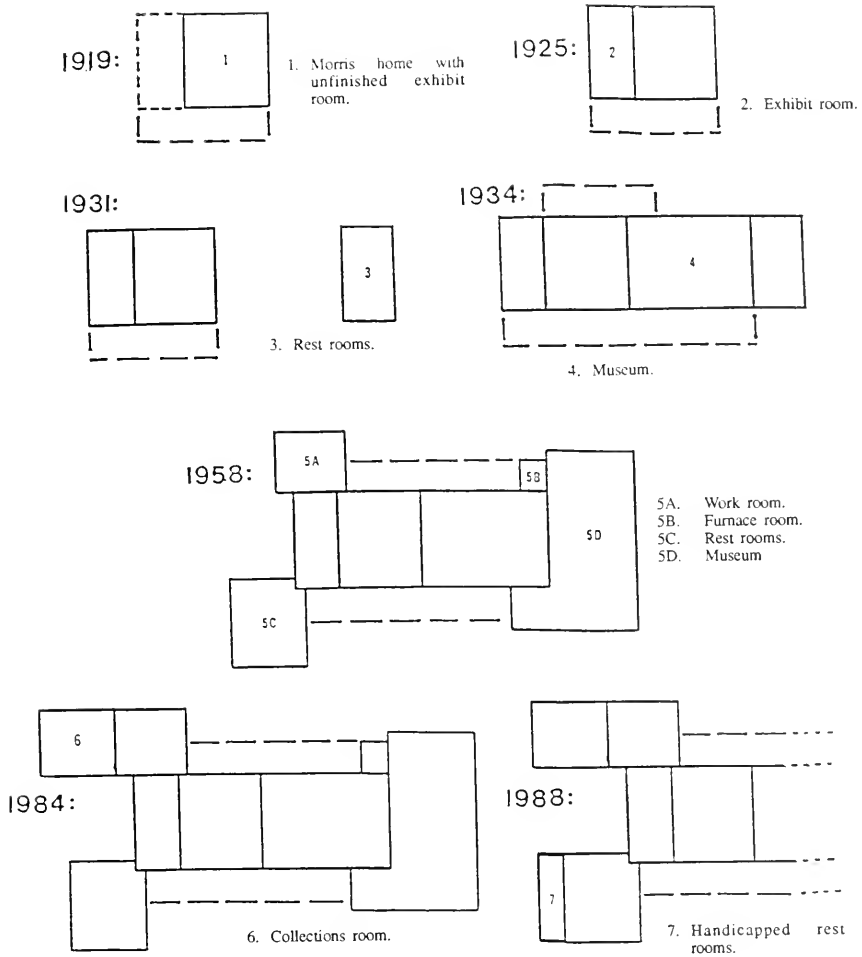 1919:
1
1. Morris home with
unfinished exhibit
room.
1925:
2
2. Exhibit room.
1931:
3
3. Rest rooms.
1934:
4
4. Museum.
1958:
5A
5B
5C
5D
5A. Work room.
5B. Furnace room.
5C. Rest rooms.
5D. Museum
1984:
6
6. Collections room.
1988:
7
7. Handicapped rest
rooms.